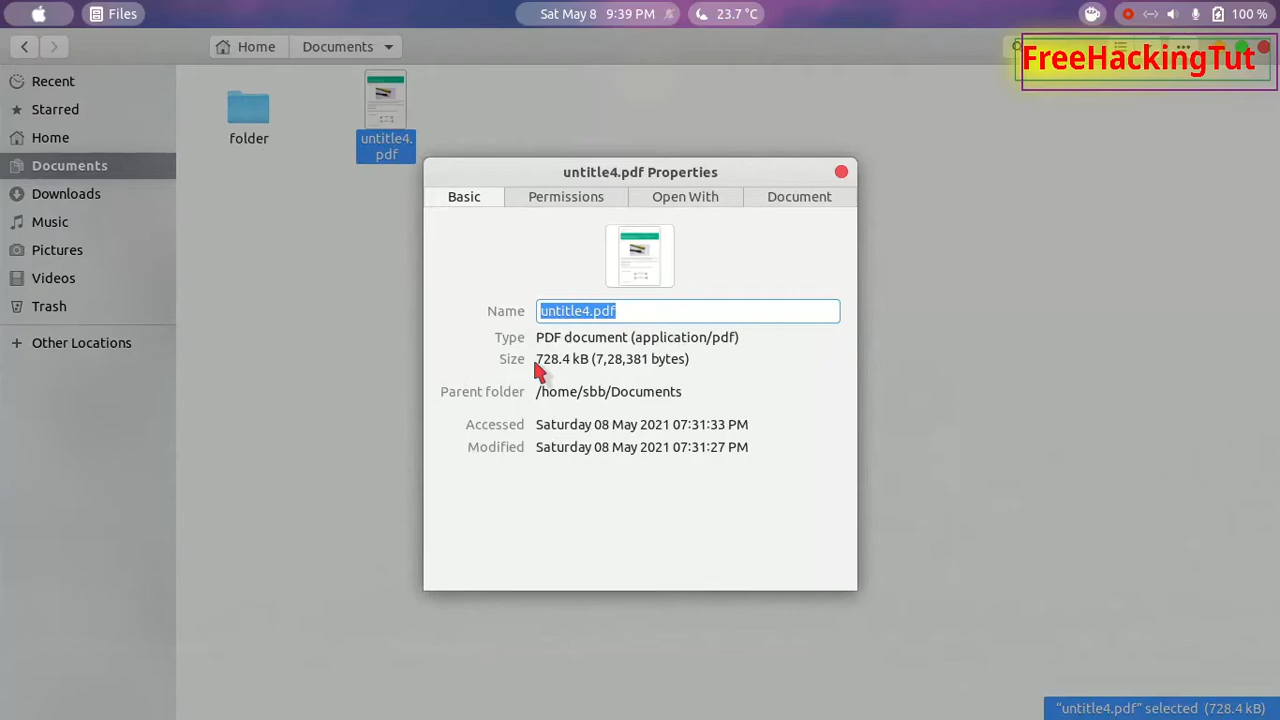 Files
Sat May 8 9:39 PM
23.7 °C
100 %
Home
Documents
FreeHackingTut
Recent
Starred
Home
Documents
Downloads
Music
Pictures
Videos
Trash
Other Locations
folder
untitle4.
pdf
untitle4.pdf Properties
Basic
Permissions
Open With
Document
Name untitle4.pdf
Type PDF document (application/pdf)
Size 728.4 kB (7,28,381 bytes)
Parent folder /home/sbb/Documents
Accessed Saturday 08 May 2021 07:31:33 PM
Modified Saturday 08 May 2021 07:31:27 PM
“untitle4.pdf” selected (728.4 kB)